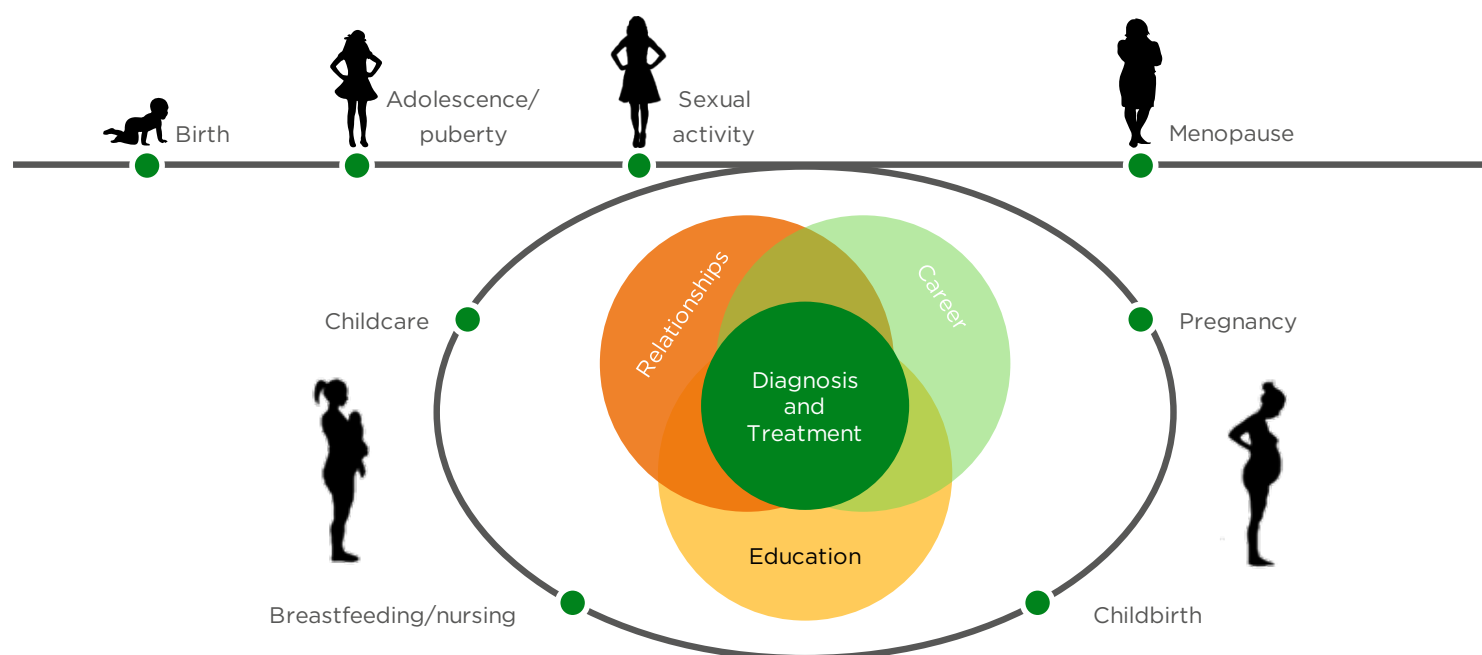 Birth
Adolescence/
puberty
Sexual
activity
Menopause
Relationships
Career
Childcare
Pregnancy
Diagnosis
and
Treatment
Education
Breastfeeding/nursing
Childbirth